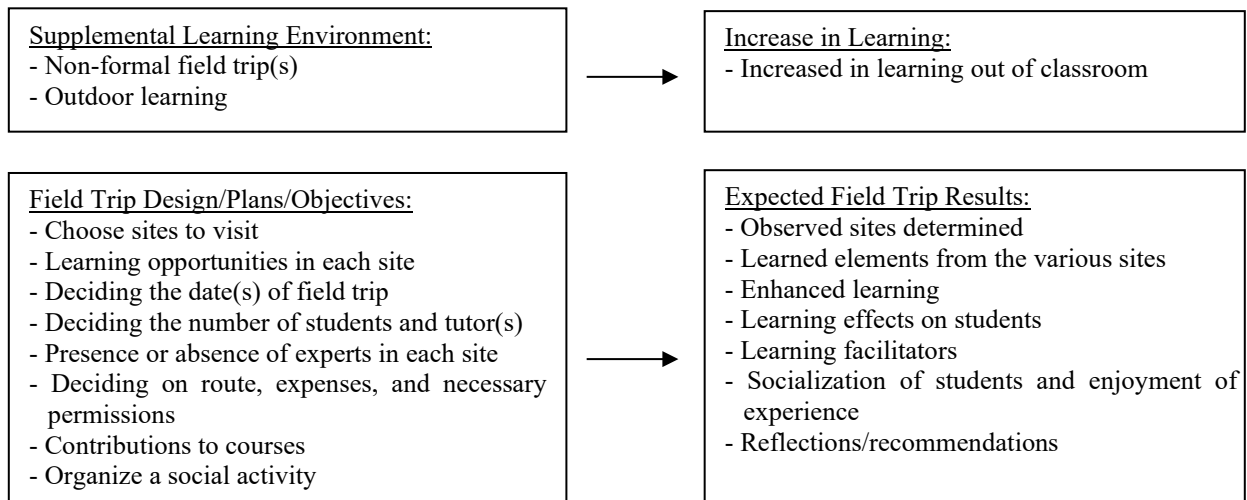 Supplemental Learning Environment:
- Non-formal field trip(s)
- Outdoor learning
Increase in Learning:
- Increased in learning out of classroom
Field Trip Design/Plans/Objectives:
- Choose sites to visit
- Learning opportunities in each site
- Deciding the date(s) of field trip
- Deciding the number of students and tutor(s)
- Presence or absence of experts in each site
- Deciding on route, expenses, and necessary
permissions
- Contributions to courses
- Organize a social activity
Expected Field Trip Results:
- Observed sites determined
- Learned elements from the various sites
- Enhanced learning
- Learning effects on students
- Learning facilitators
- Socialization of students and enjoyment of
experience
- Reflections/recommendations